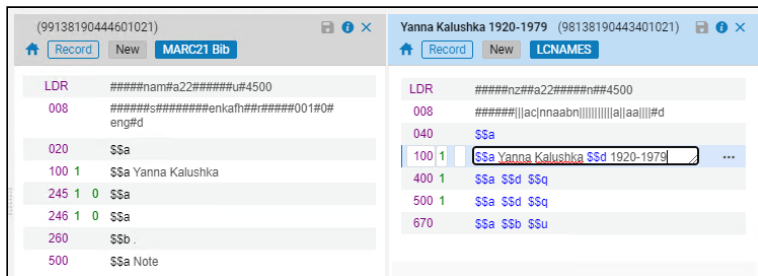 (99138190444601021)
Record New MARC21 Bib
LDR #####nam#a22######u#4500
008 ######s########enkafh##r#####001#0#
eng#d
020 $$a
100 1 $$a Yanna Kalushka
245 1 0 $$a
246 1 0 $$a
260 $$b .
500 $$a Note
Yanna Kalushka 1920-1979 (98138190443401021)
Record New LCNAMES
LDR #####nz##a22#####n##4500
008 ######|||ac|nnaabn|||||||||||a||aa||||#d
040 $$a
100 1 $$a Yanna Kalushka $$d 1920-1979
400 1 $$a $$d $$q
500 1 $$a $$d $$q
670 $$a $$b $$u